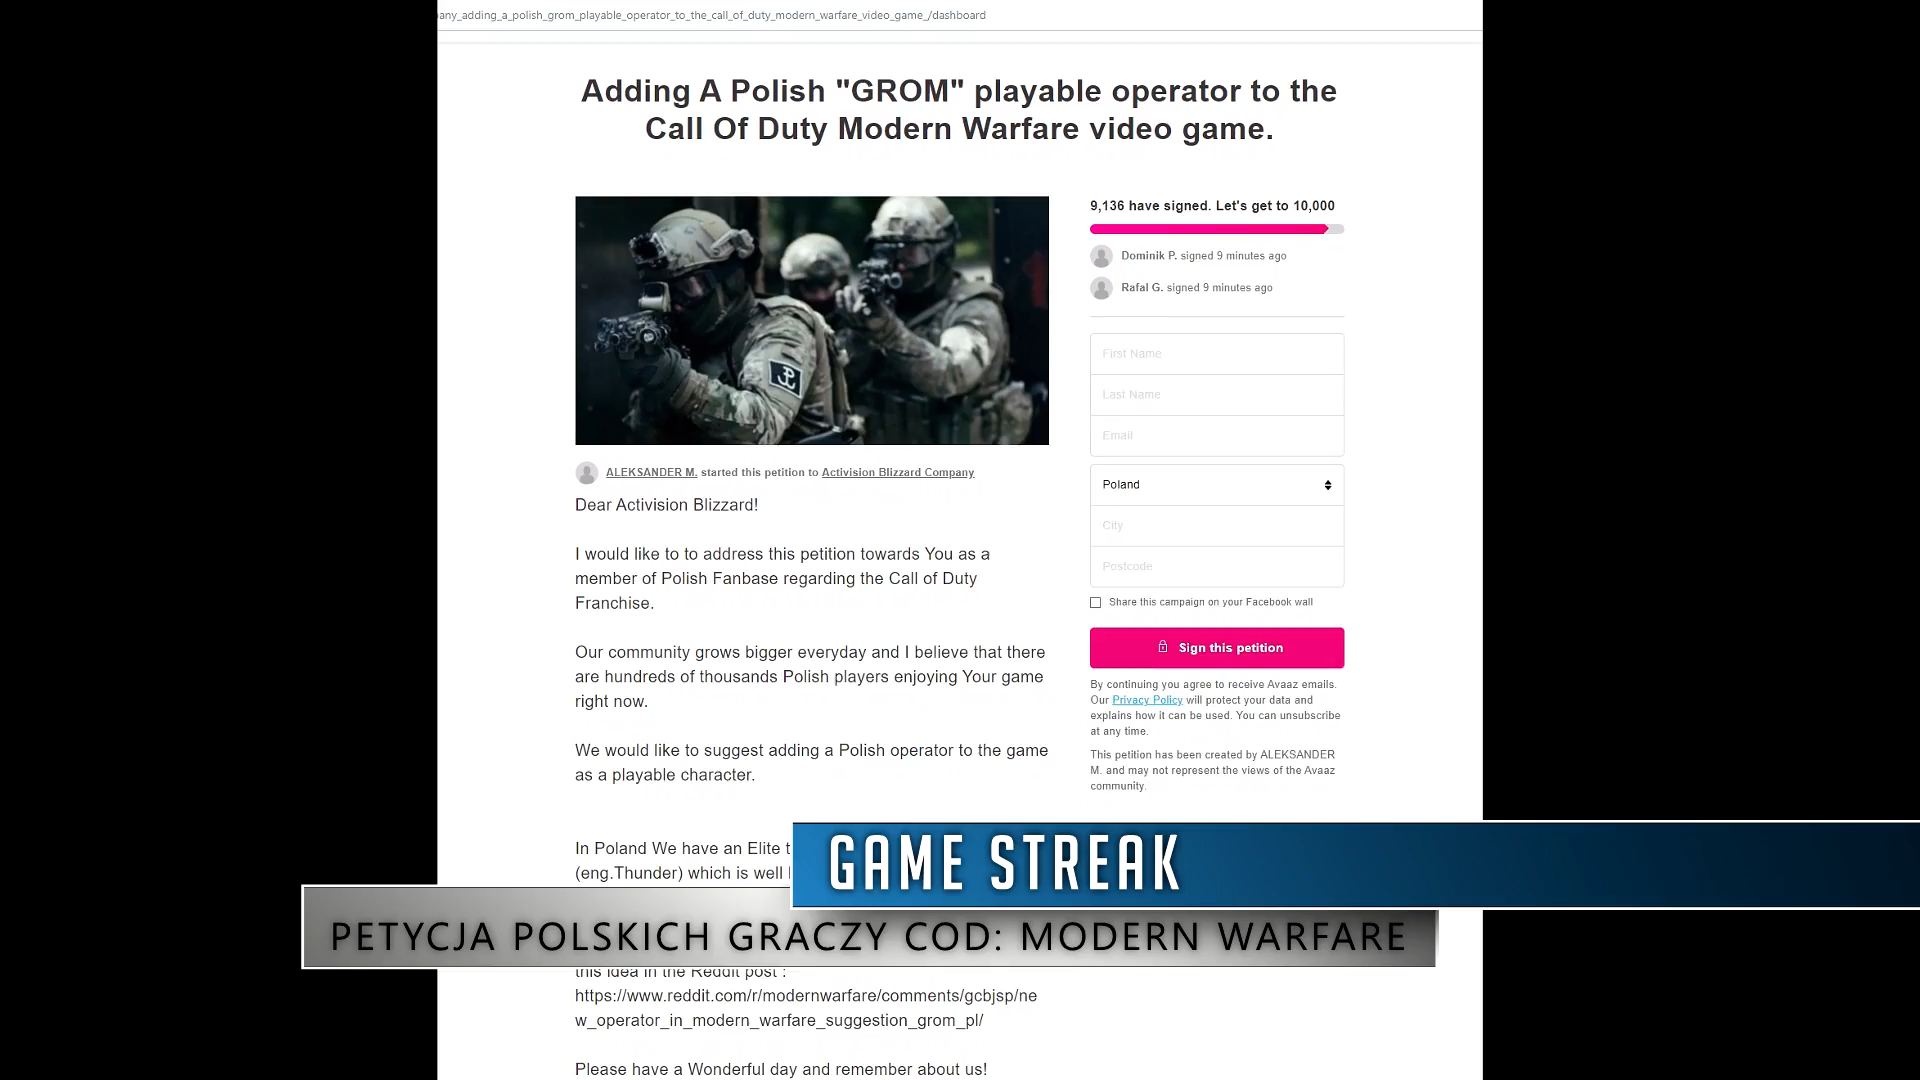 any_adding_a_polish_grom_playable_operator_to_the_call_of_duty_modern_warfare_video_game_/dashboard
Adding A Polish "GROM" playable operator to the
Call Of Duty Modern Warfare video game.
9,136 have signed. Let's get to 10,000
Dominik P. signed 9 minutes ago
Rafal G. signed 9 minutes ago
First Name
Last Name
Email
Poland
City
Postcode
Share this campaign on your Facebook wall
Sign this petition
By continuing you agree to receive Avaaz emails.
Our Privacy Policy will protect your data and
explains how it can be used. You can unsubscribe
at any time.
This petition has been created by ALEKSANDER
M. and may not represent the views of the Avaaz
community.
ALEKSANDER M. started this petition to Activision Blizzard Company
Dear Activision Blizzard!
I would like to to address this petition towards You as a
member of Polish Fanbase regarding the Call of Duty
Franchise.
Our community grows bigger everyday and I believe that there
are hundreds of thousands Polish players enjoying Your game
right now.
We would like to suggest adding a Polish operator to the game
as a playable character.
In Poland We have an Elite
(eng.Thunder) which is well
GAME STREAK
PETYCJA POLSKICH GRACZY COD: MODERN WARFARE
this idea in the Reddit post :
https://www.reddit.com/r/modernwarfare/comments/gcbjsp/ne
w_operator_in_modern_warfare_suggestion_grom_pl/
Please have a Wonderful day and remember about us!